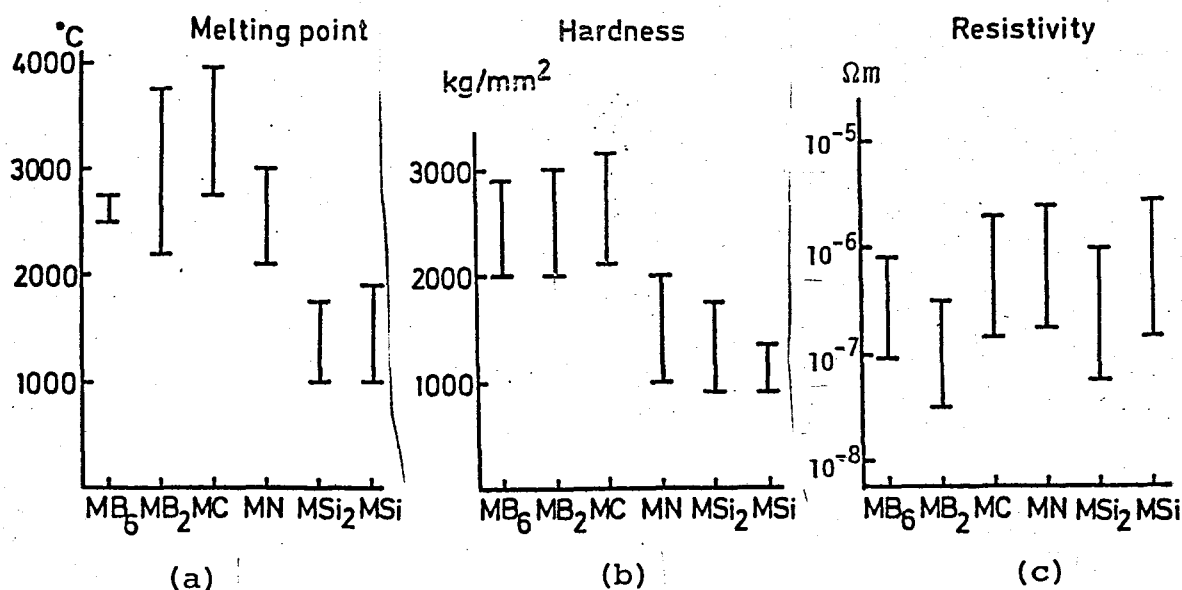 Melting point
°C
4000
3000
2000
1000
MB₆ MB₂ MC MN MSi₂ MSi
(a)
Hardness
kg/mm²
3000
2000
1000
MB₆ MB₂ MC MN MSi₂ MSi
(b)
Resistivity
Ωm
10⁻⁵
10⁻⁶
10⁻⁷
10⁻⁸
MB₆ MB₂ MC MN MSi₂ MSi
(c)